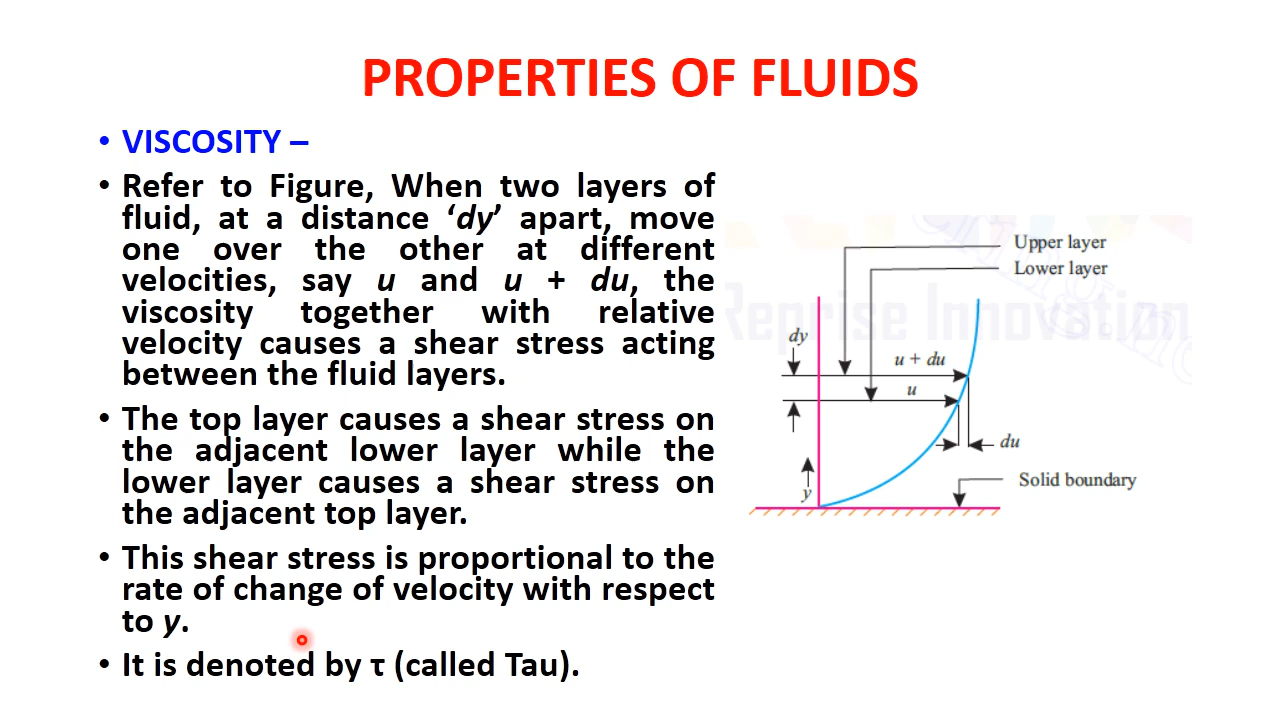 PROPERTIES OF FLUIDS
• VISCOSITY –
• Refer to Figure, When two layers of
fluid, at a distance ‘dy’ apart, move
one over the other at different
velocities, say u and u + du, the
viscosity together with relative
velocity causes a shear stress acting
between the fluid layers.
• The top layer causes a shear stress on
the adjacent lower layer while the
lower layer causes a shear stress on
the adjacent top layer.
• This shear stress is proportional to the
rate of change of velocity with respect
to y.
• It is denoted by τ (called Tau).
Upper layer
Lower layer
Reprise Innovation
dy
u + du
u
du
y
Solid boundary